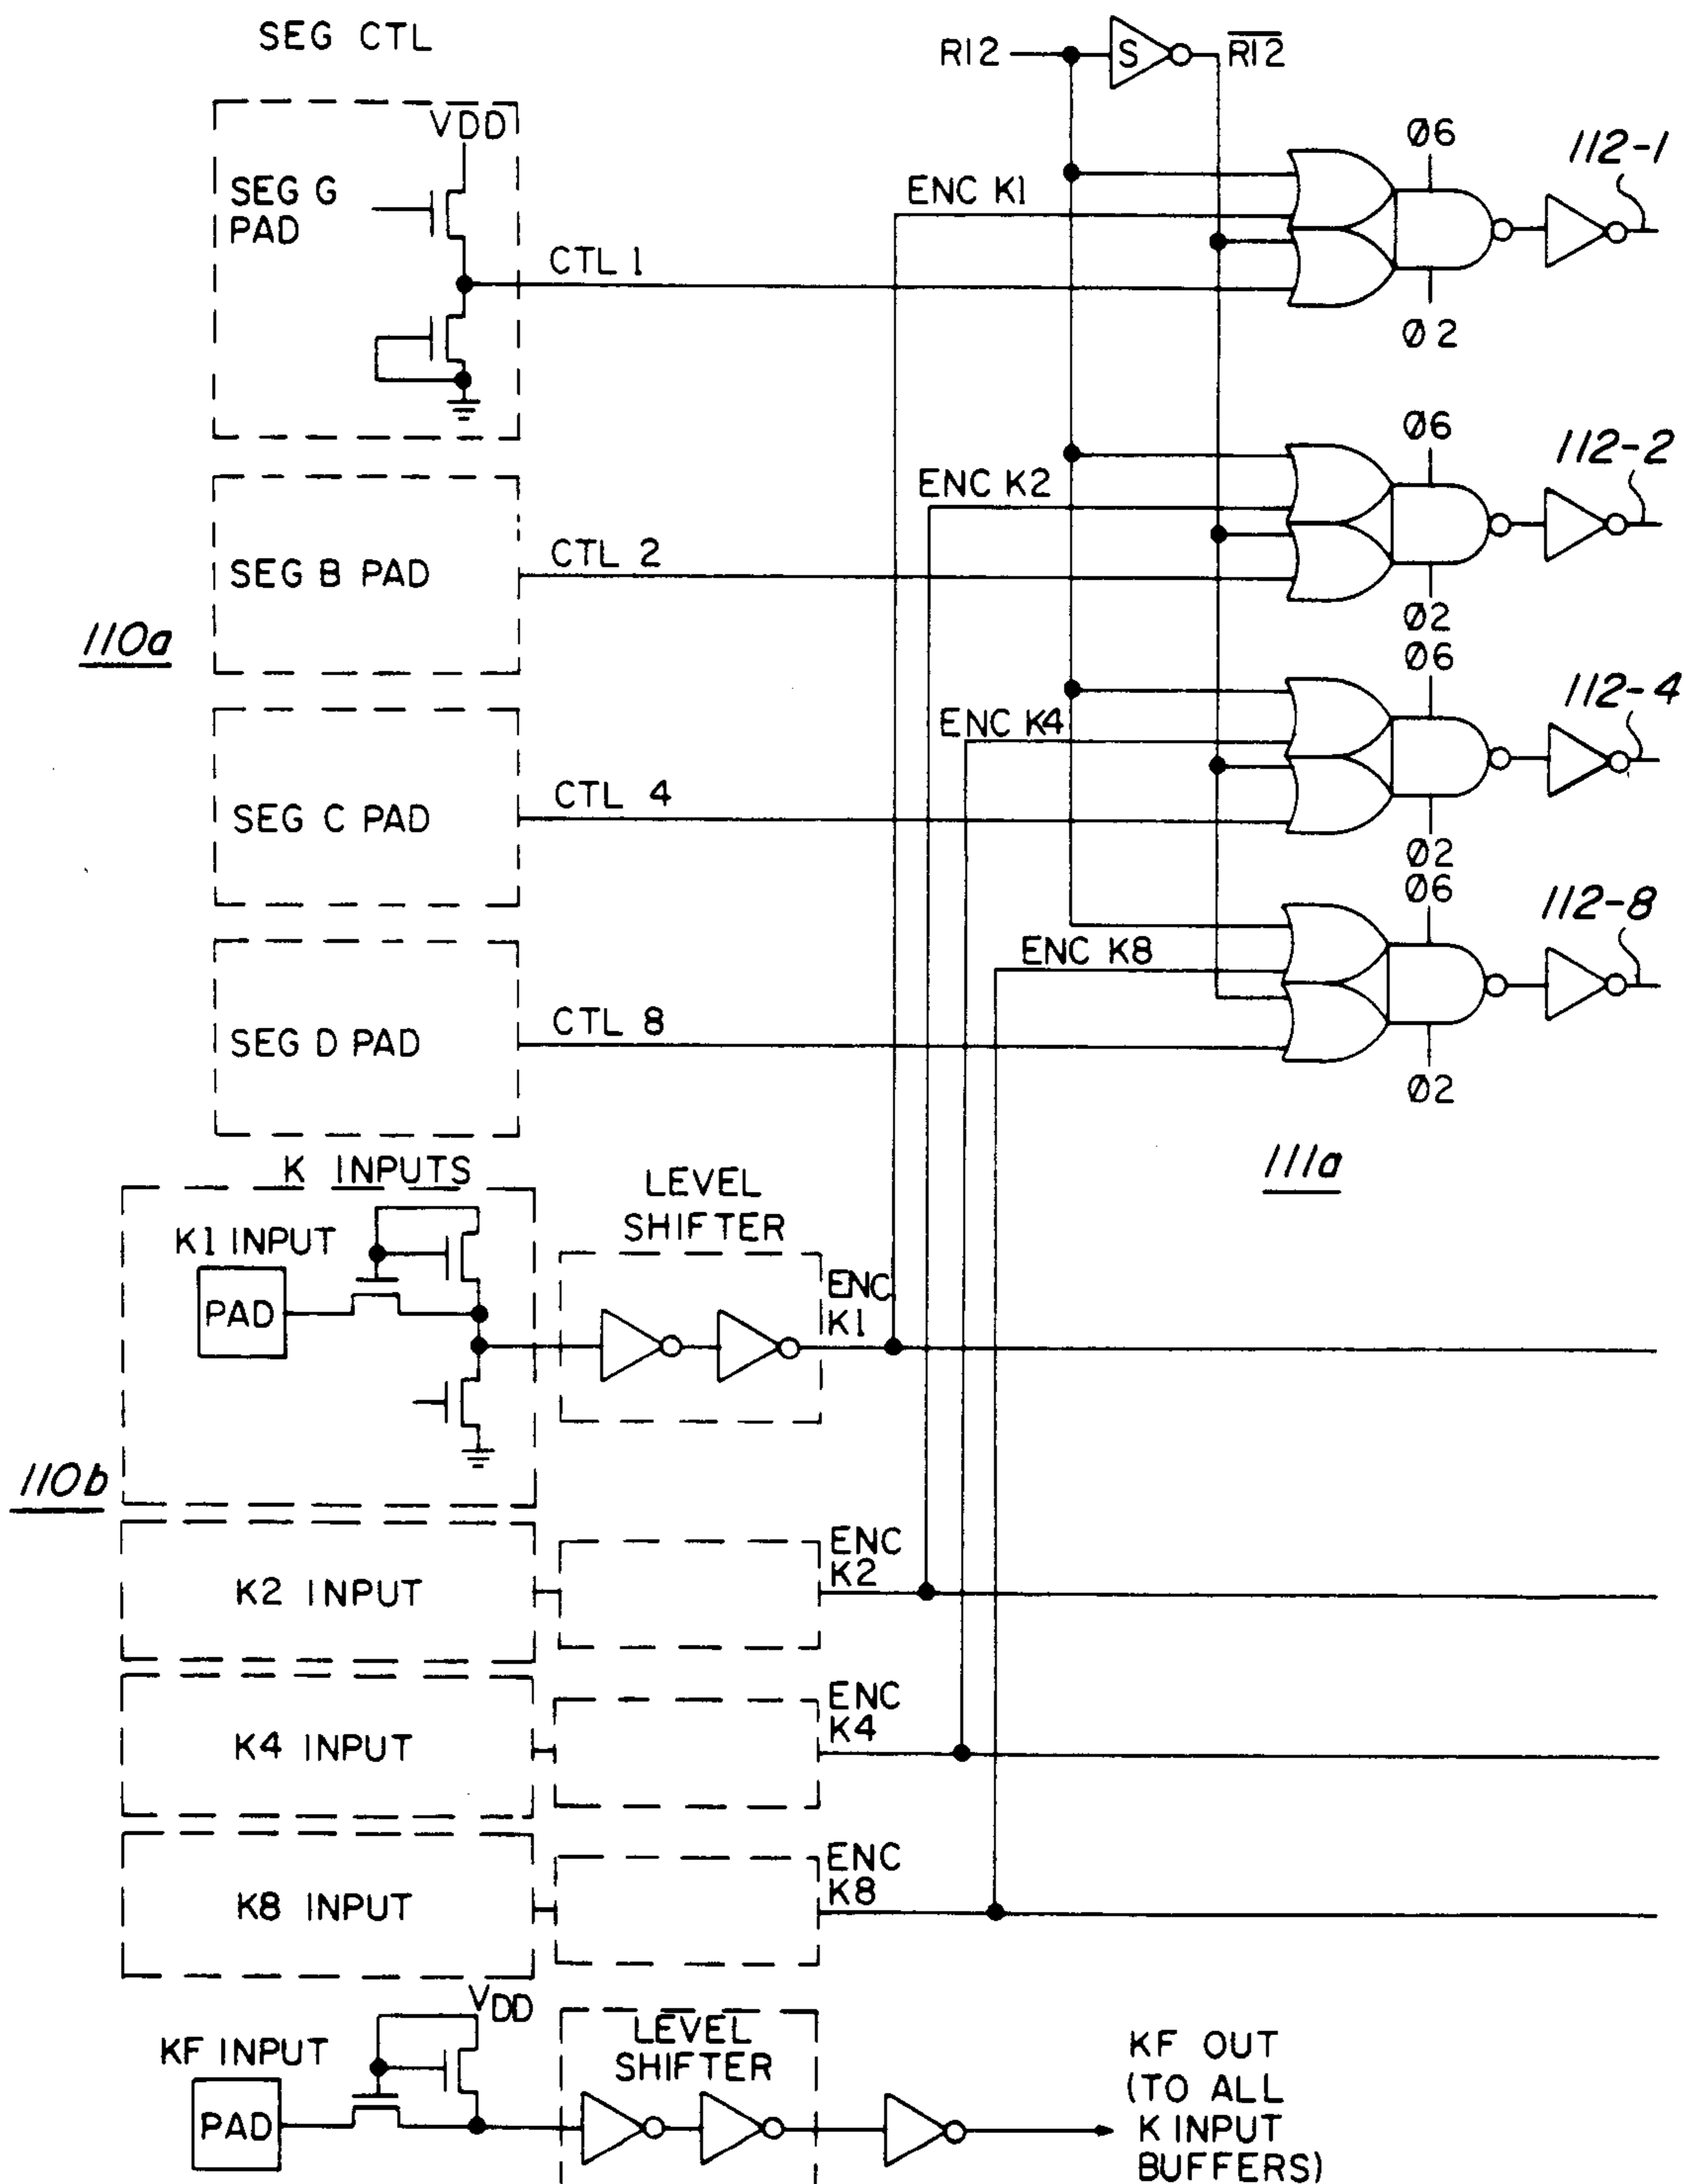 SEG CTL
R12
S
R12
VDD
SEG G
PAD
CTL 1
ENC K1
Ø6
Ø2
112-1
SEG B PAD
CTL 2
ENC K2
Ø6
Ø2
112-2
110a
SEG C PAD
CTL 4
ENC K4
Ø6
Ø2
112-4
SEG D PAD
CTL 8
ENC K8
Ø6
Ø2
112-8
111a
K INPUTS
LEVEL
SHIFTER
K1 INPUT
PAD
ENC
K1
110b
K2 INPUT
ENC
K2
K4 INPUT
ENC
K4
K8 INPUT
ENC
K8
VDD
KF INPUT
PAD
LEVEL
SHIFTER
KF OUT
(TO ALL
K INPUT
BUFFERS)